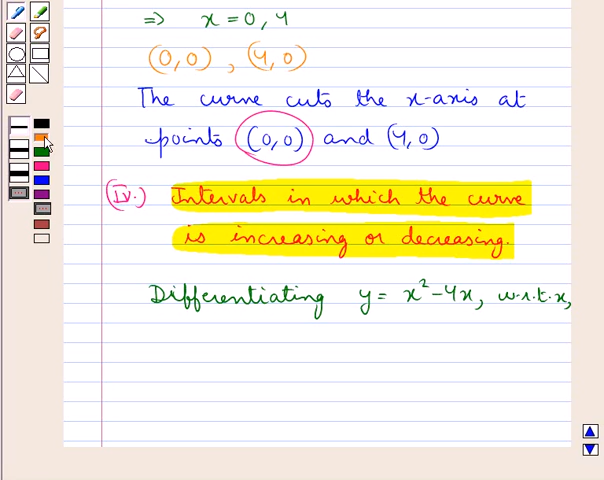 ⇒ x = 0, 4
(0,0) , (4,0)
The curve cuts the x-axis at
points (0,0) and (4,0)
(IV.) Intervals in which the curve
is increasing or decreasing.
Differentiating y = x² - 4x, w.r.t. x,